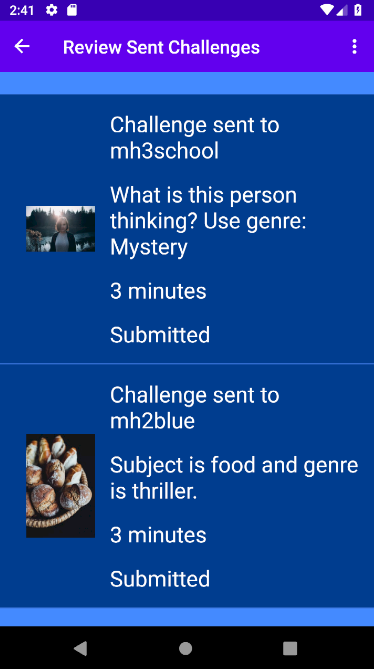 2:41
Review Sent Challenges
Challenge sent to
mh3school
What is this person
thinking? Use genre:
Mystery
3 minutes
Submitted
Challenge sent to
mh2blue
Subject is food and genre
is thriller.
3 minutes
Submitted